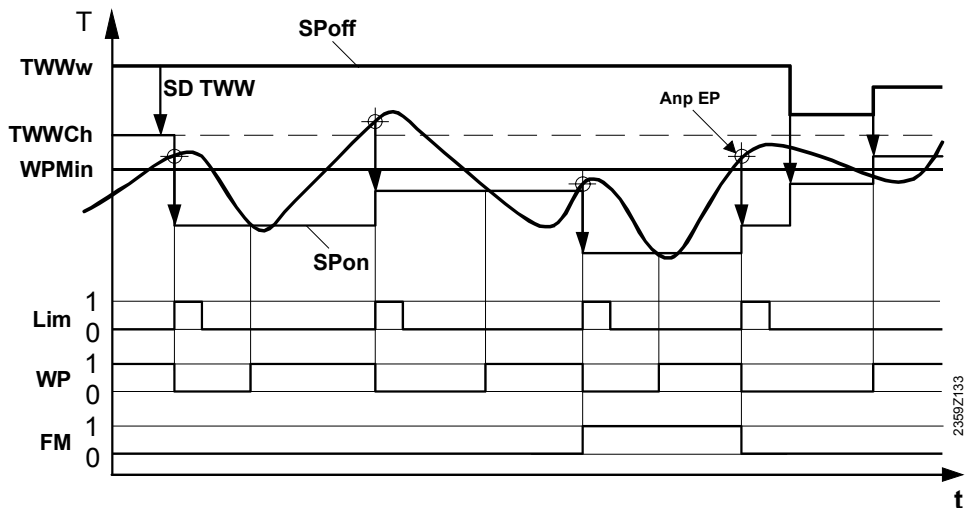 T
SPoff
TWWw
SD TWW
Anp EP
TWWCh
WPMin
SPon
1
Lim
0
1
WP
0
1
FM
0
t
2359Z133